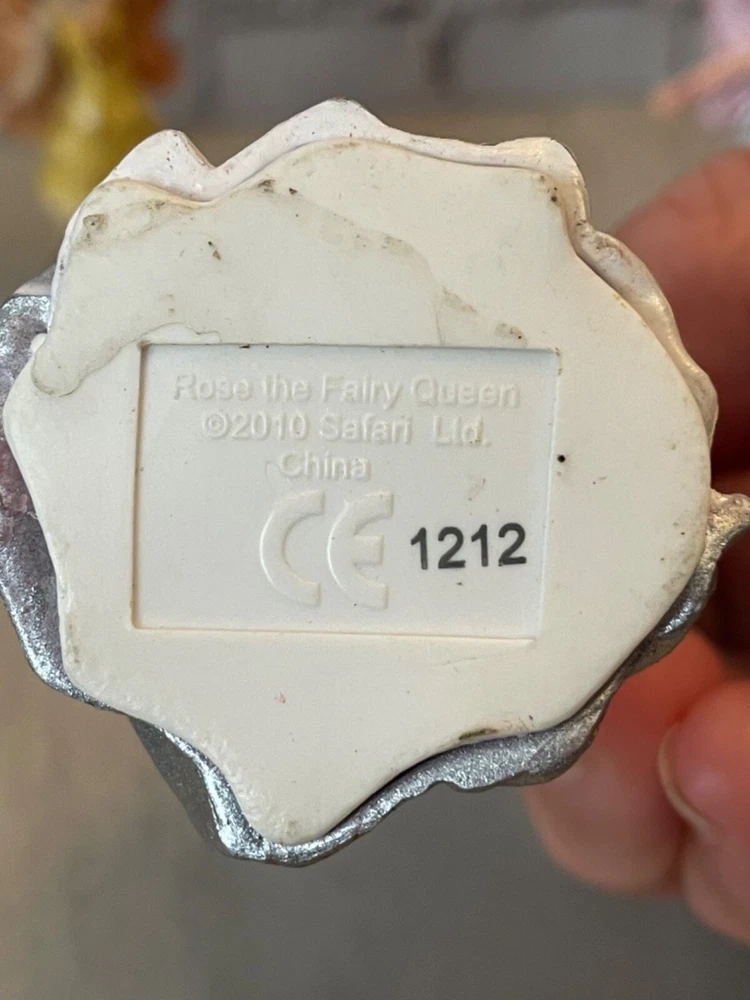 Rose the Fairy Queen
©2010 Safari Ltd.
China
CE 1212